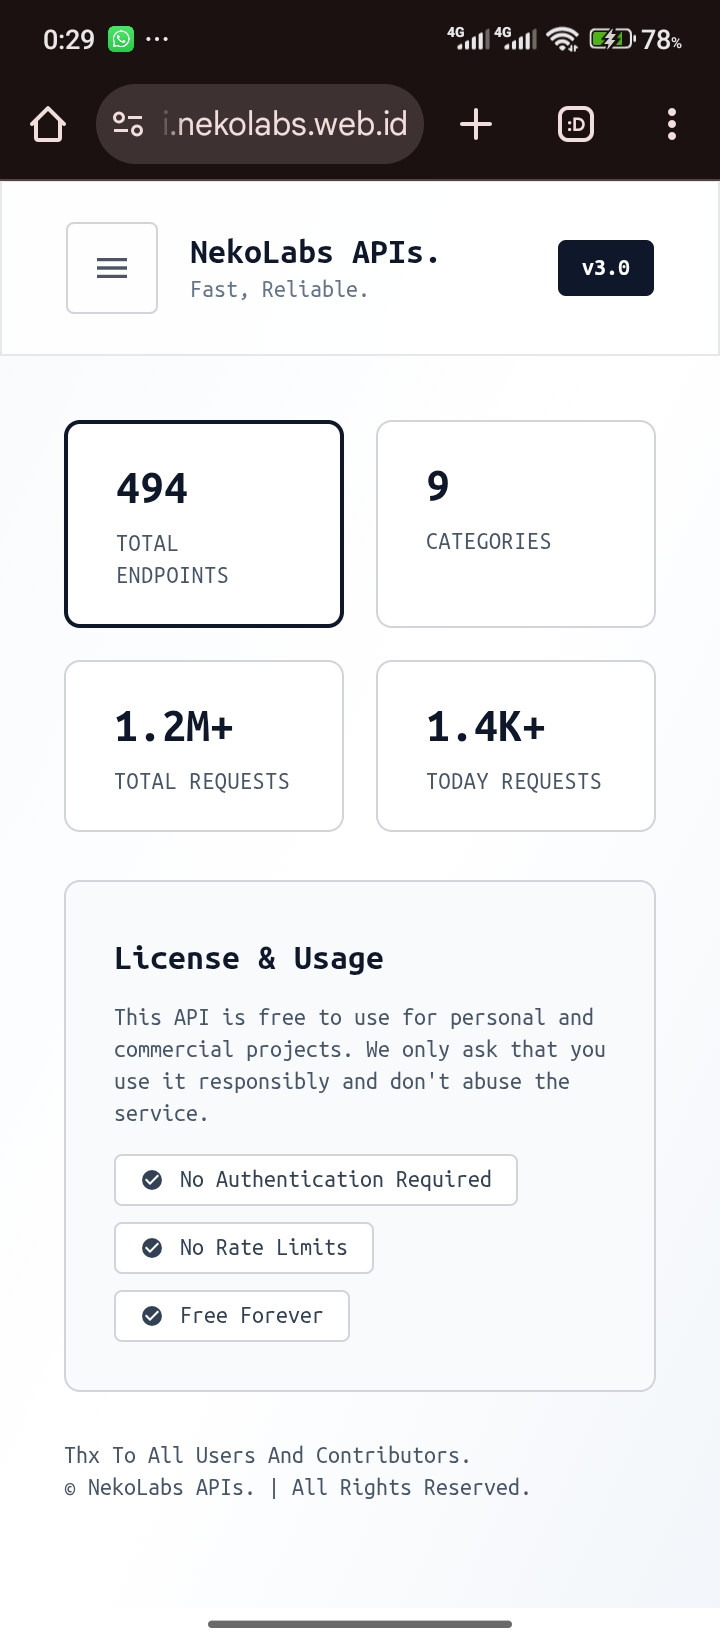 0:29 ... 4G 4G 78%
i.nekolabs.web.id :D
NekoLabs APIs.
Fast, Reliable.
v3.0
494
TOTAL
ENDPOINTS
9
CATEGORIES
1.2M+
TOTAL REQUESTS
1.4K+
TODAY REQUESTS
License & Usage
This API is free to use for personal and
commercial projects. We only ask that you
use it responsibly and don't abuse the
service.
No Authentication Required
No Rate Limits
Free Forever
Thx To All Users And Contributors.
© NekoLabs APIs. | All Rights Reserved.